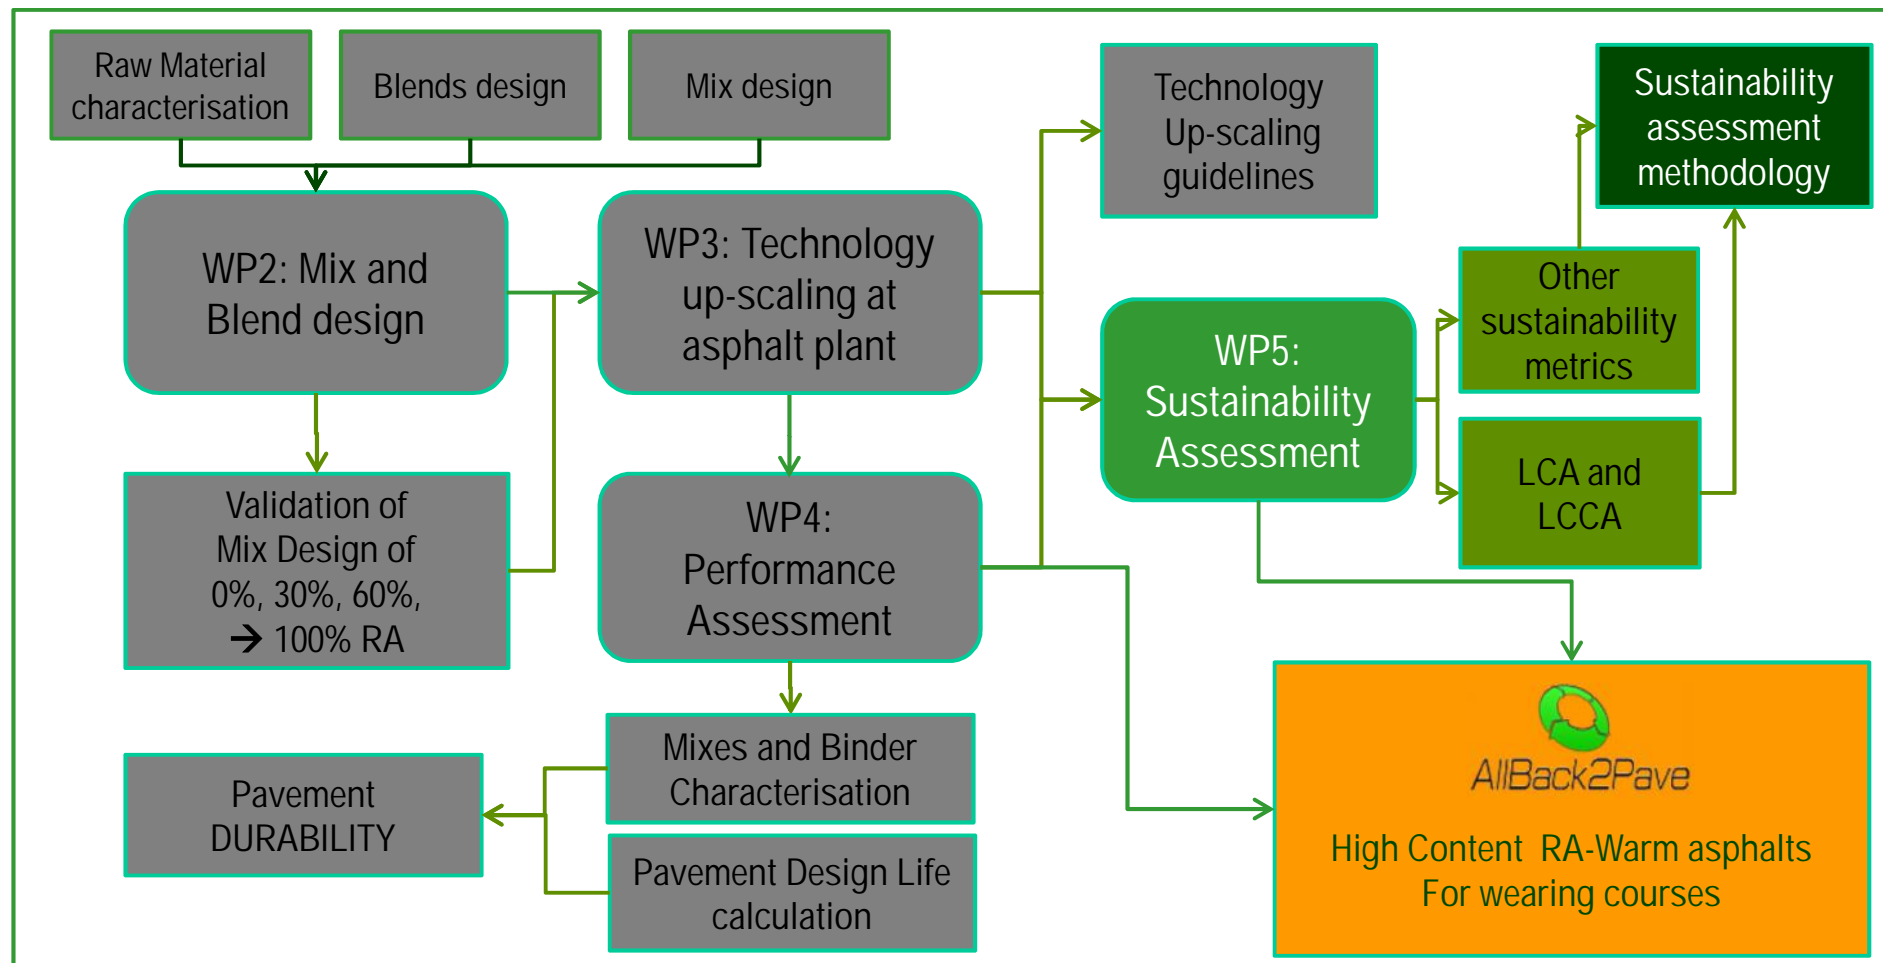 Raw Material
characterisation
Blends design
Mix design
Technology
Up-scaling
guidelines
Sustainability
assessment
methodology
WP2: Mix and
Blend design
WP3: Technology
up-scaling at
asphalt plant
WP5:
Sustainability
Assessment
Other
sustainability
metrics
LCA and
LCCA
Validation of
Mix Design of
0%, 30%, 60%,
➔ 100% RA
WP4:
Performance
Assessment
Mixes and Binder
Characterisation
Pavement
DURABILITY
Pavement Design Life
calculation
AllBack2Pave
High Content RA-Warm asphalts
For wearing courses